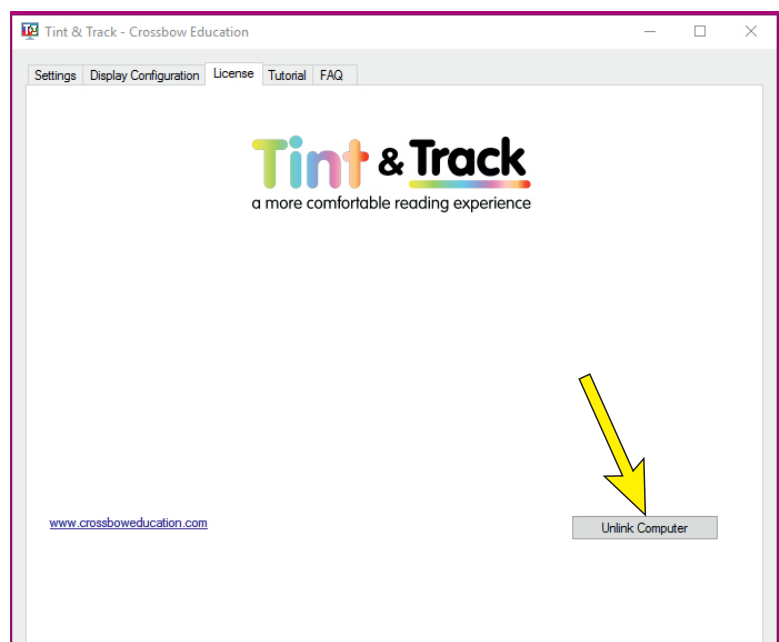 Tint & Track - Crossbow Education
Settings Display Configuration License Tutorial FAQ
Tint & Track
a more comfortable reading experience
www.crossboweducation.com
Unlink Computer